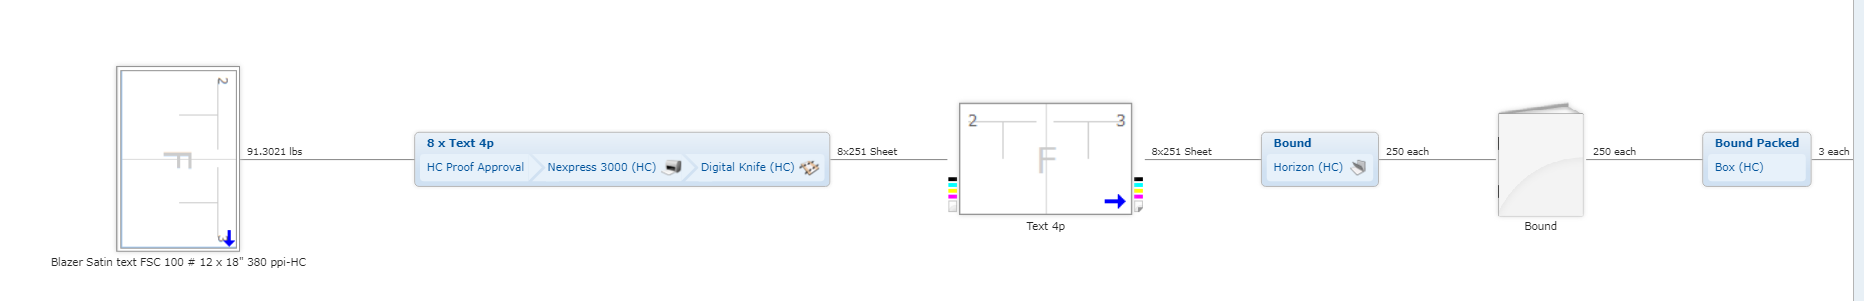 2
F
3
Blazer Satin text FSC 100 # 12 x 18" 380 ppi-HC
91.3021 lbs
8 x Text 4p
HC Proof Approval
Nexpress 3000 (HC)
Digital Knife (HC)
8x251 Sheet
2
3
F
Text 4p
8x251 Sheet
Bound
Horizon (HC)
250 each
Bound
250 each
Bound Packed
Box (HC)
3 each